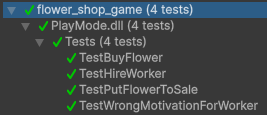 flower_shop_game (4 tests)
PlayMode.dll (4 tests)
Tests (4 tests)
TestBuyFlower
TestHireWorker
TestPutFlowerToSale
TestWrongMotivationForWorker